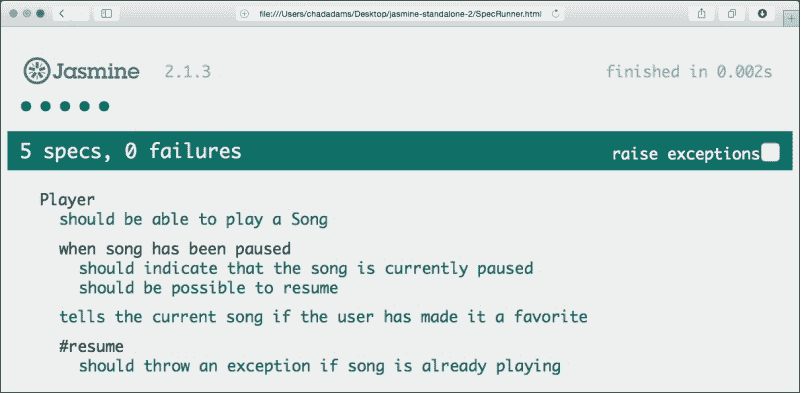 file:///Users/chadadams/Desktop/jasmine-standalone-2/SpecRunner.html
Jasmine 2.1.3 finished in 0.002s
5 specs, 0 failures raise exceptions
Player
should be able to play a Song
when song has been paused
should indicate that the song is currently paused
should be possible to resume
tells the current song if the user has made it a favorite
#resume
should throw an exception if song is already playing